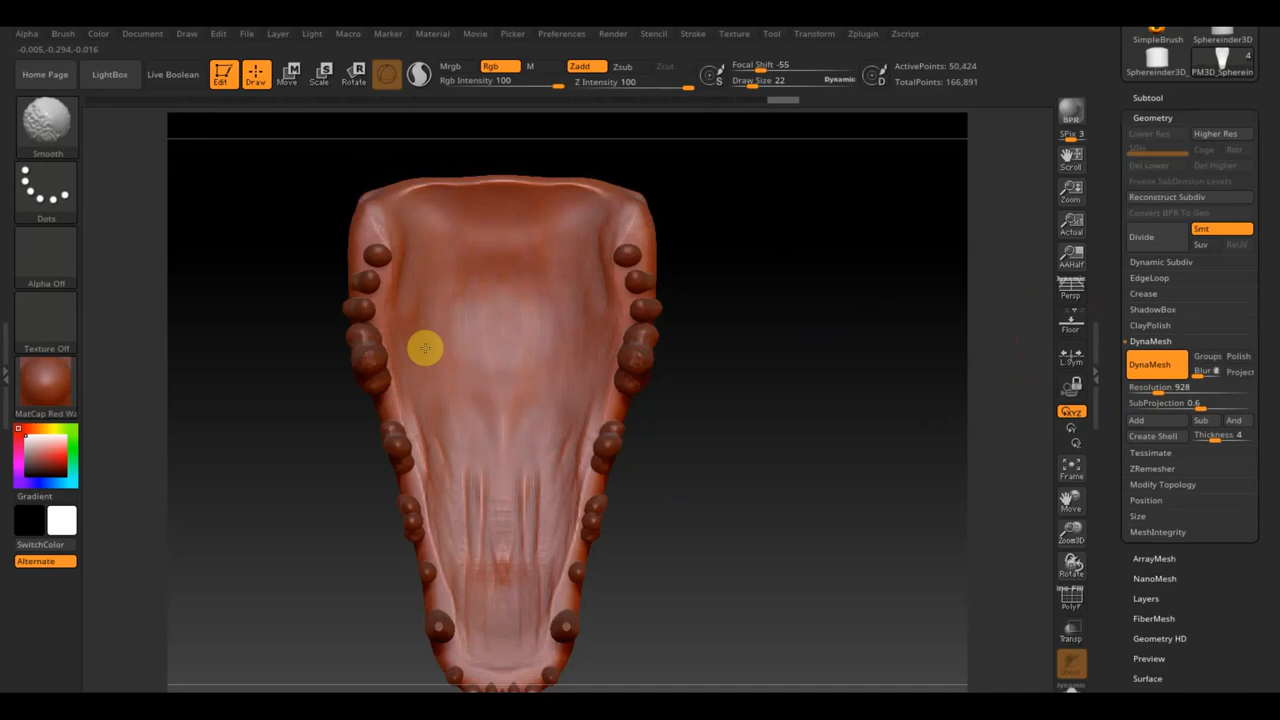 Alpha Brush Color Document Draw Edit File Layer Light Macro Marker Material Movie Picker Preferences Render Stencil Stroke Texture Tool Transform Zplugin Zscript
-0.005,-0.294,-0.016
SimpleBrush Sphereinder3D
Sphereinder3D_ PM3D_Spherein
4
Home Page LightBox Live Boolean Edit Draw Move Scale Rotate
Mrgb Rgb M Zadd Zsub Zcut
Rgb Intensity 100 Z Intensity 100
Focal Shift -55
Draw Size 22 Dynamic
ActivePoints: 50,424
TotalPoints: 166,891
Smooth
Dots
Alpha Off
Texture Off
MatCap Red Wa
Gradient
SwitchColor
Alternate
BPR
SPix 3
Scroll
Zoom
Actual
AAHalf
Dynamic
Persp
Floor
L.Sym
XYZ
Frame
Move
Zoom3D
Rotate
PolyF
Transp
Dynamic
Subtool
Geometry
Lower Res Higher Res
SDiv Cage Rstr
Del Lower Del Higher
Freeze SubDivision Levels
Reconstruct Subdiv
Convert BPR To Geo
Divide Smt
Suv ReUV
Dynamic Subdiv
EdgeLoop
Crease
ShadowBox
ClayPolish
DynaMesh
DynaMesh Groups Polish
Blur Project
Resolution 928
SubProjection 0.6
Add Sub And
Create Shell Thickness 4
Tessimate
ZRemesher
Modify Topology
Position
Size
MeshIntegrity
ArrayMesh
NanoMesh
Layers
FiberMesh
Geometry HD
Preview
Surface